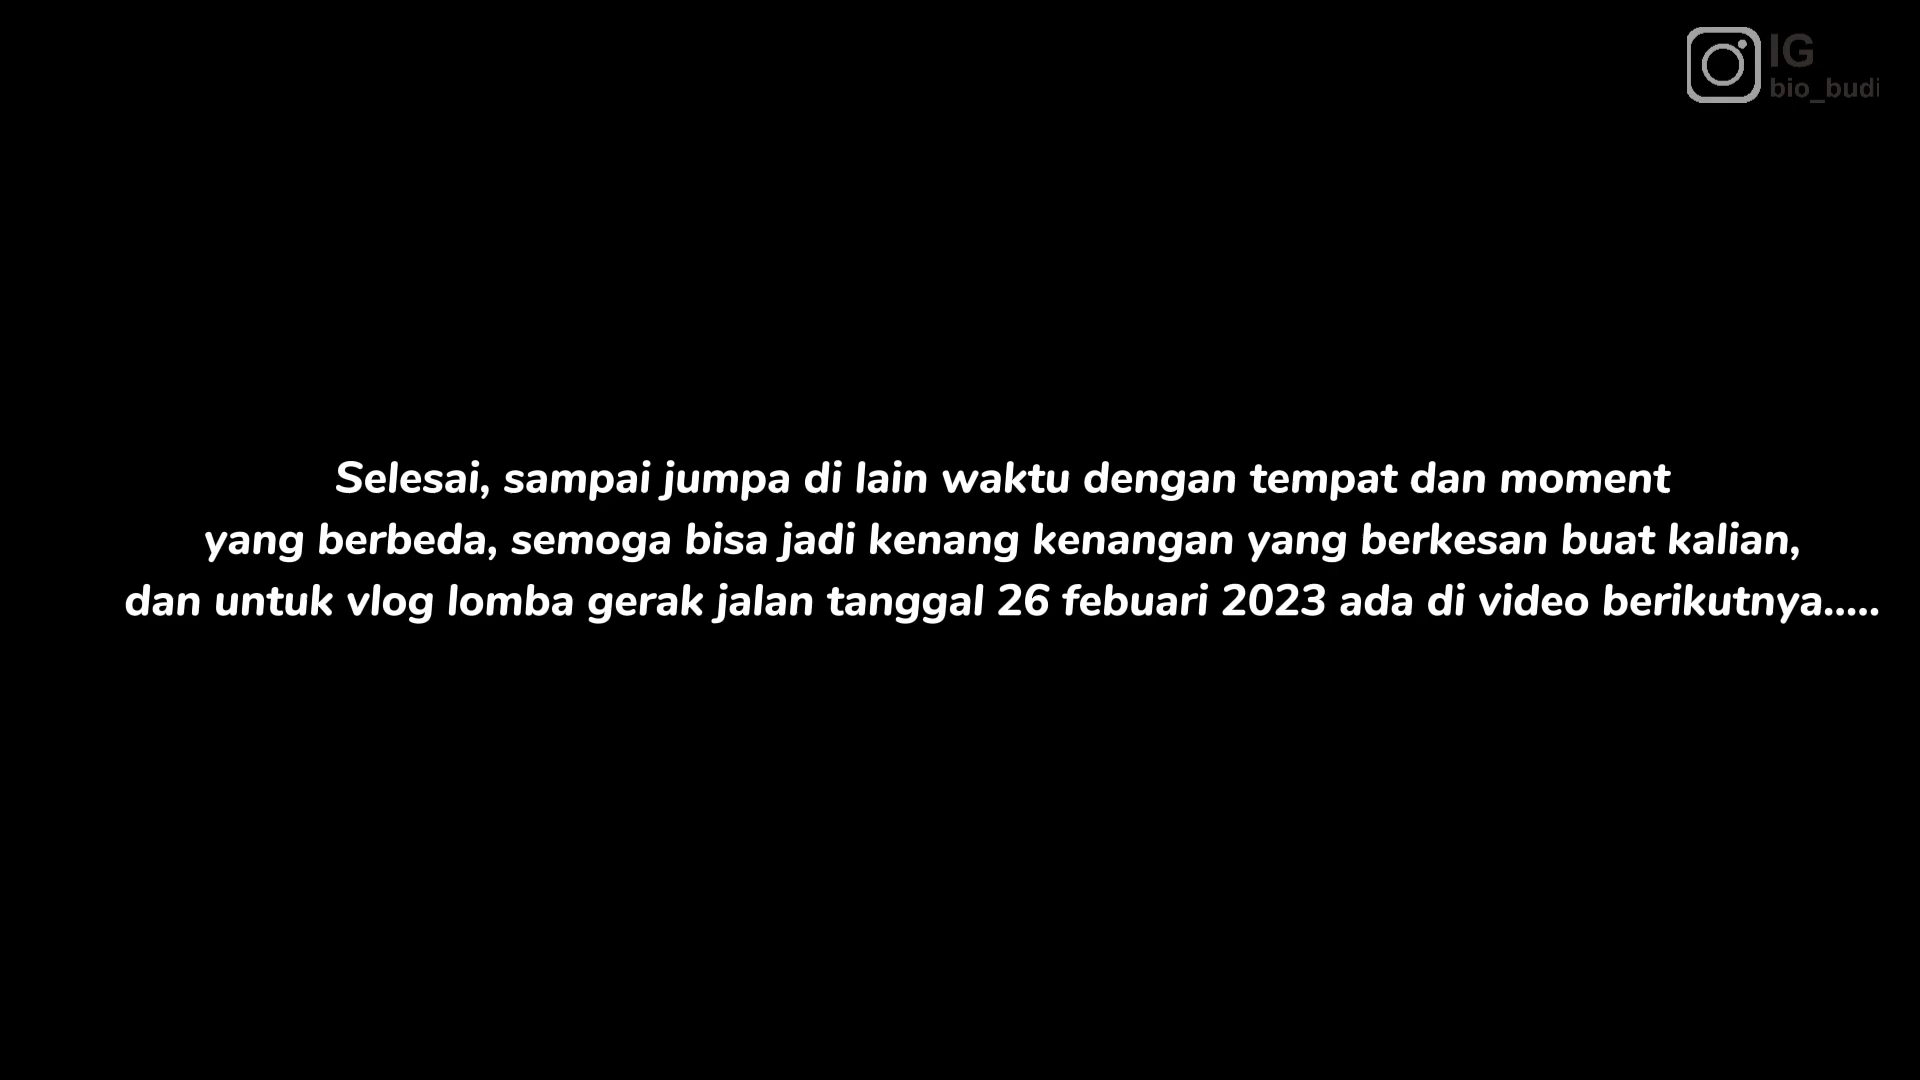 IG
bio_budi
Selesai, sampai jumpa di lain waktu dengan tempat dan moment
yang berbeda, semoga bisa jadi kenang kenangan yang berkesan buat kalian,
dan untuk vlog lomba gerak jalan tanggal 26 febuari 2023 ada di video berikutnya.....